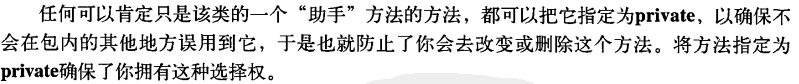 任何可以肯定只是该类的一个“助手”方法的方法，都可以把它指定为private，以确保不
会在包内的其他地方误用到它，于是也就防止了你会去改变或删除这个方法。将方法指定为
private确保了你拥有这种选择权。